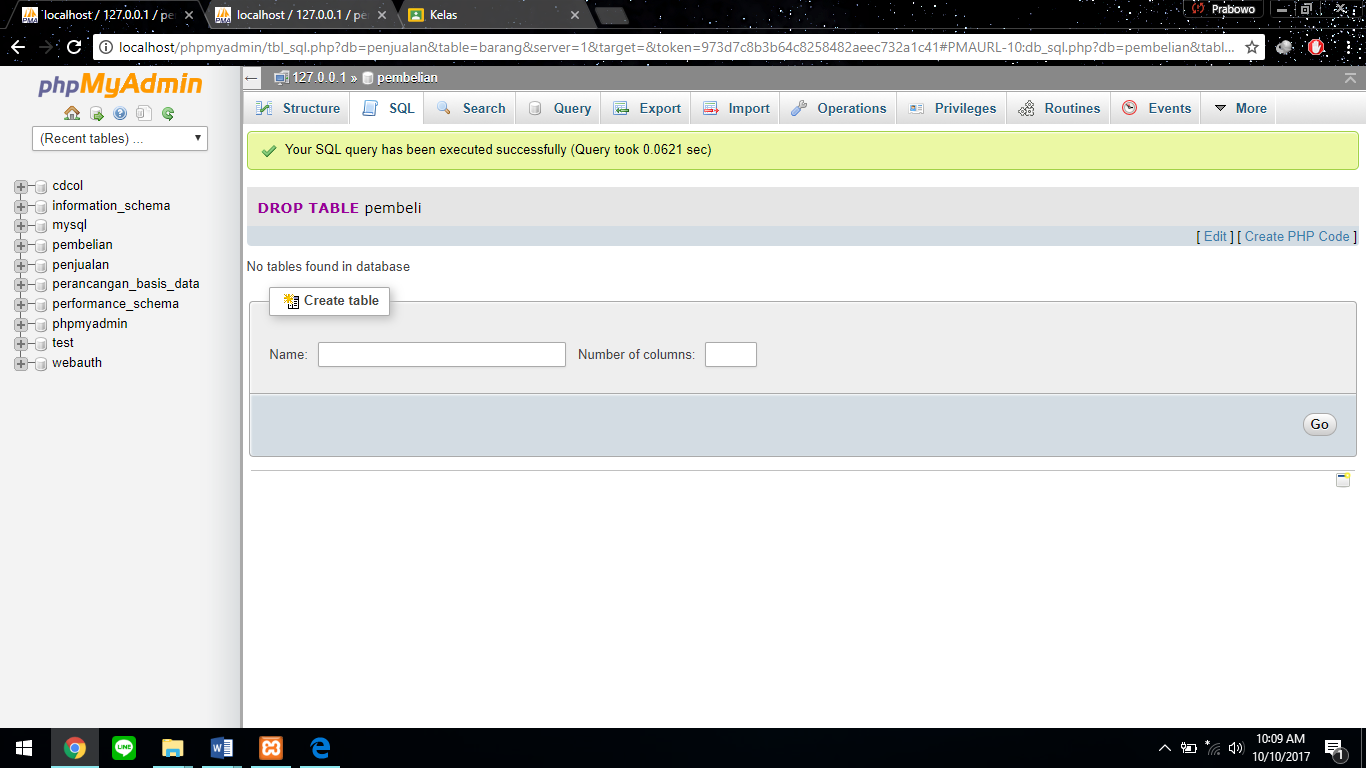 localhost / 127.0.0.1 / pe
localhost / 127.0.0.1 / pe
Kelas
Prabowo
localhost/phpmyadmin/tbl_sql.php?db=penjualan&table=barang&server=1&target=&token=973d7c8b3b64c8258482aeec732a1c41#PMAURL-10:db_sql.php?db=pembelian&tabl...
phpMyAdmin
(Recent tables) ...
cdcol
information_schema
mysql
pembelian
penjualan
perancangan_basis_data
performance_schema
phpmyadmin
test
webauth
127.0.0.1 » pembelian
Structure SQL Search Query Export Import Operations Privileges Routines Events More
Your SQL query has been executed successfully (Query took 0.0621 sec)
DROP TABLE pembeli
[ Edit ] [ Create PHP Code ]
No tables found in database
Create table
Name: Number of columns:
Go
10:09 AM
10/10/2017
1